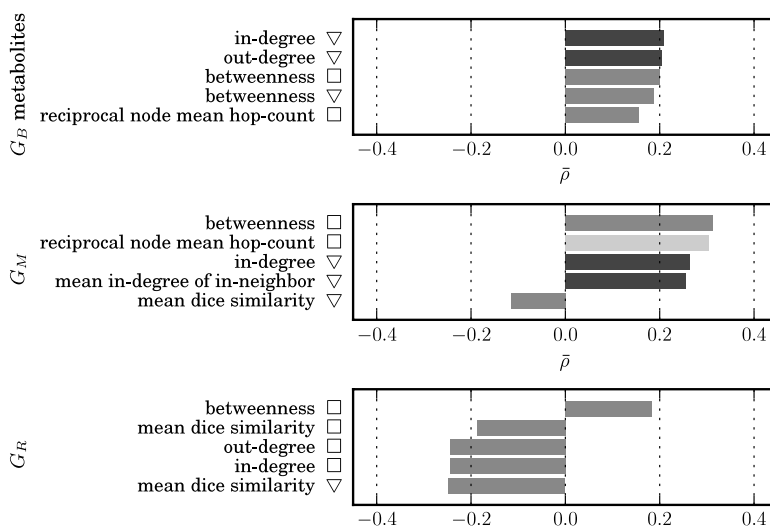 G_B metabolites
in-degree ▽
out-degree ▽
betweenness □
betweenness ▽
reciprocal node mean hop-count □
−0.4 −0.2 0.0 0.2 0.4
ρ̄
G_M
betweenness □
reciprocal node mean hop-count □
in-degree ▽
mean in-degree of in-neighbor ▽
mean dice similarity ▽
−0.4 −0.2 0.0 0.2 0.4
ρ̄
G_R
betweenness □
mean dice similarity □
out-degree □
in-degree □
mean dice similarity ▽
−0.4 −0.2 0.0 0.2 0.4